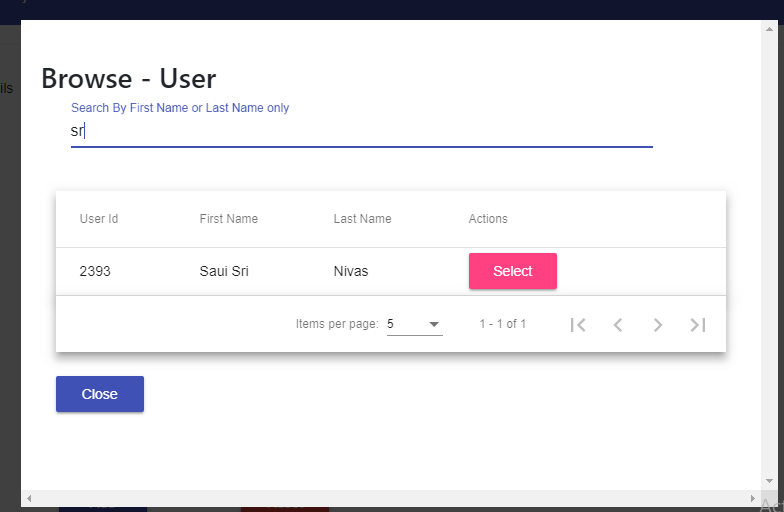 ils
Browse - User
Search By First Name or Last Name only
sr
User Id First Name Last Name Actions
2393 Saui Sri Nivas Select
Items per page: 5 1 - 1 of 1
Close